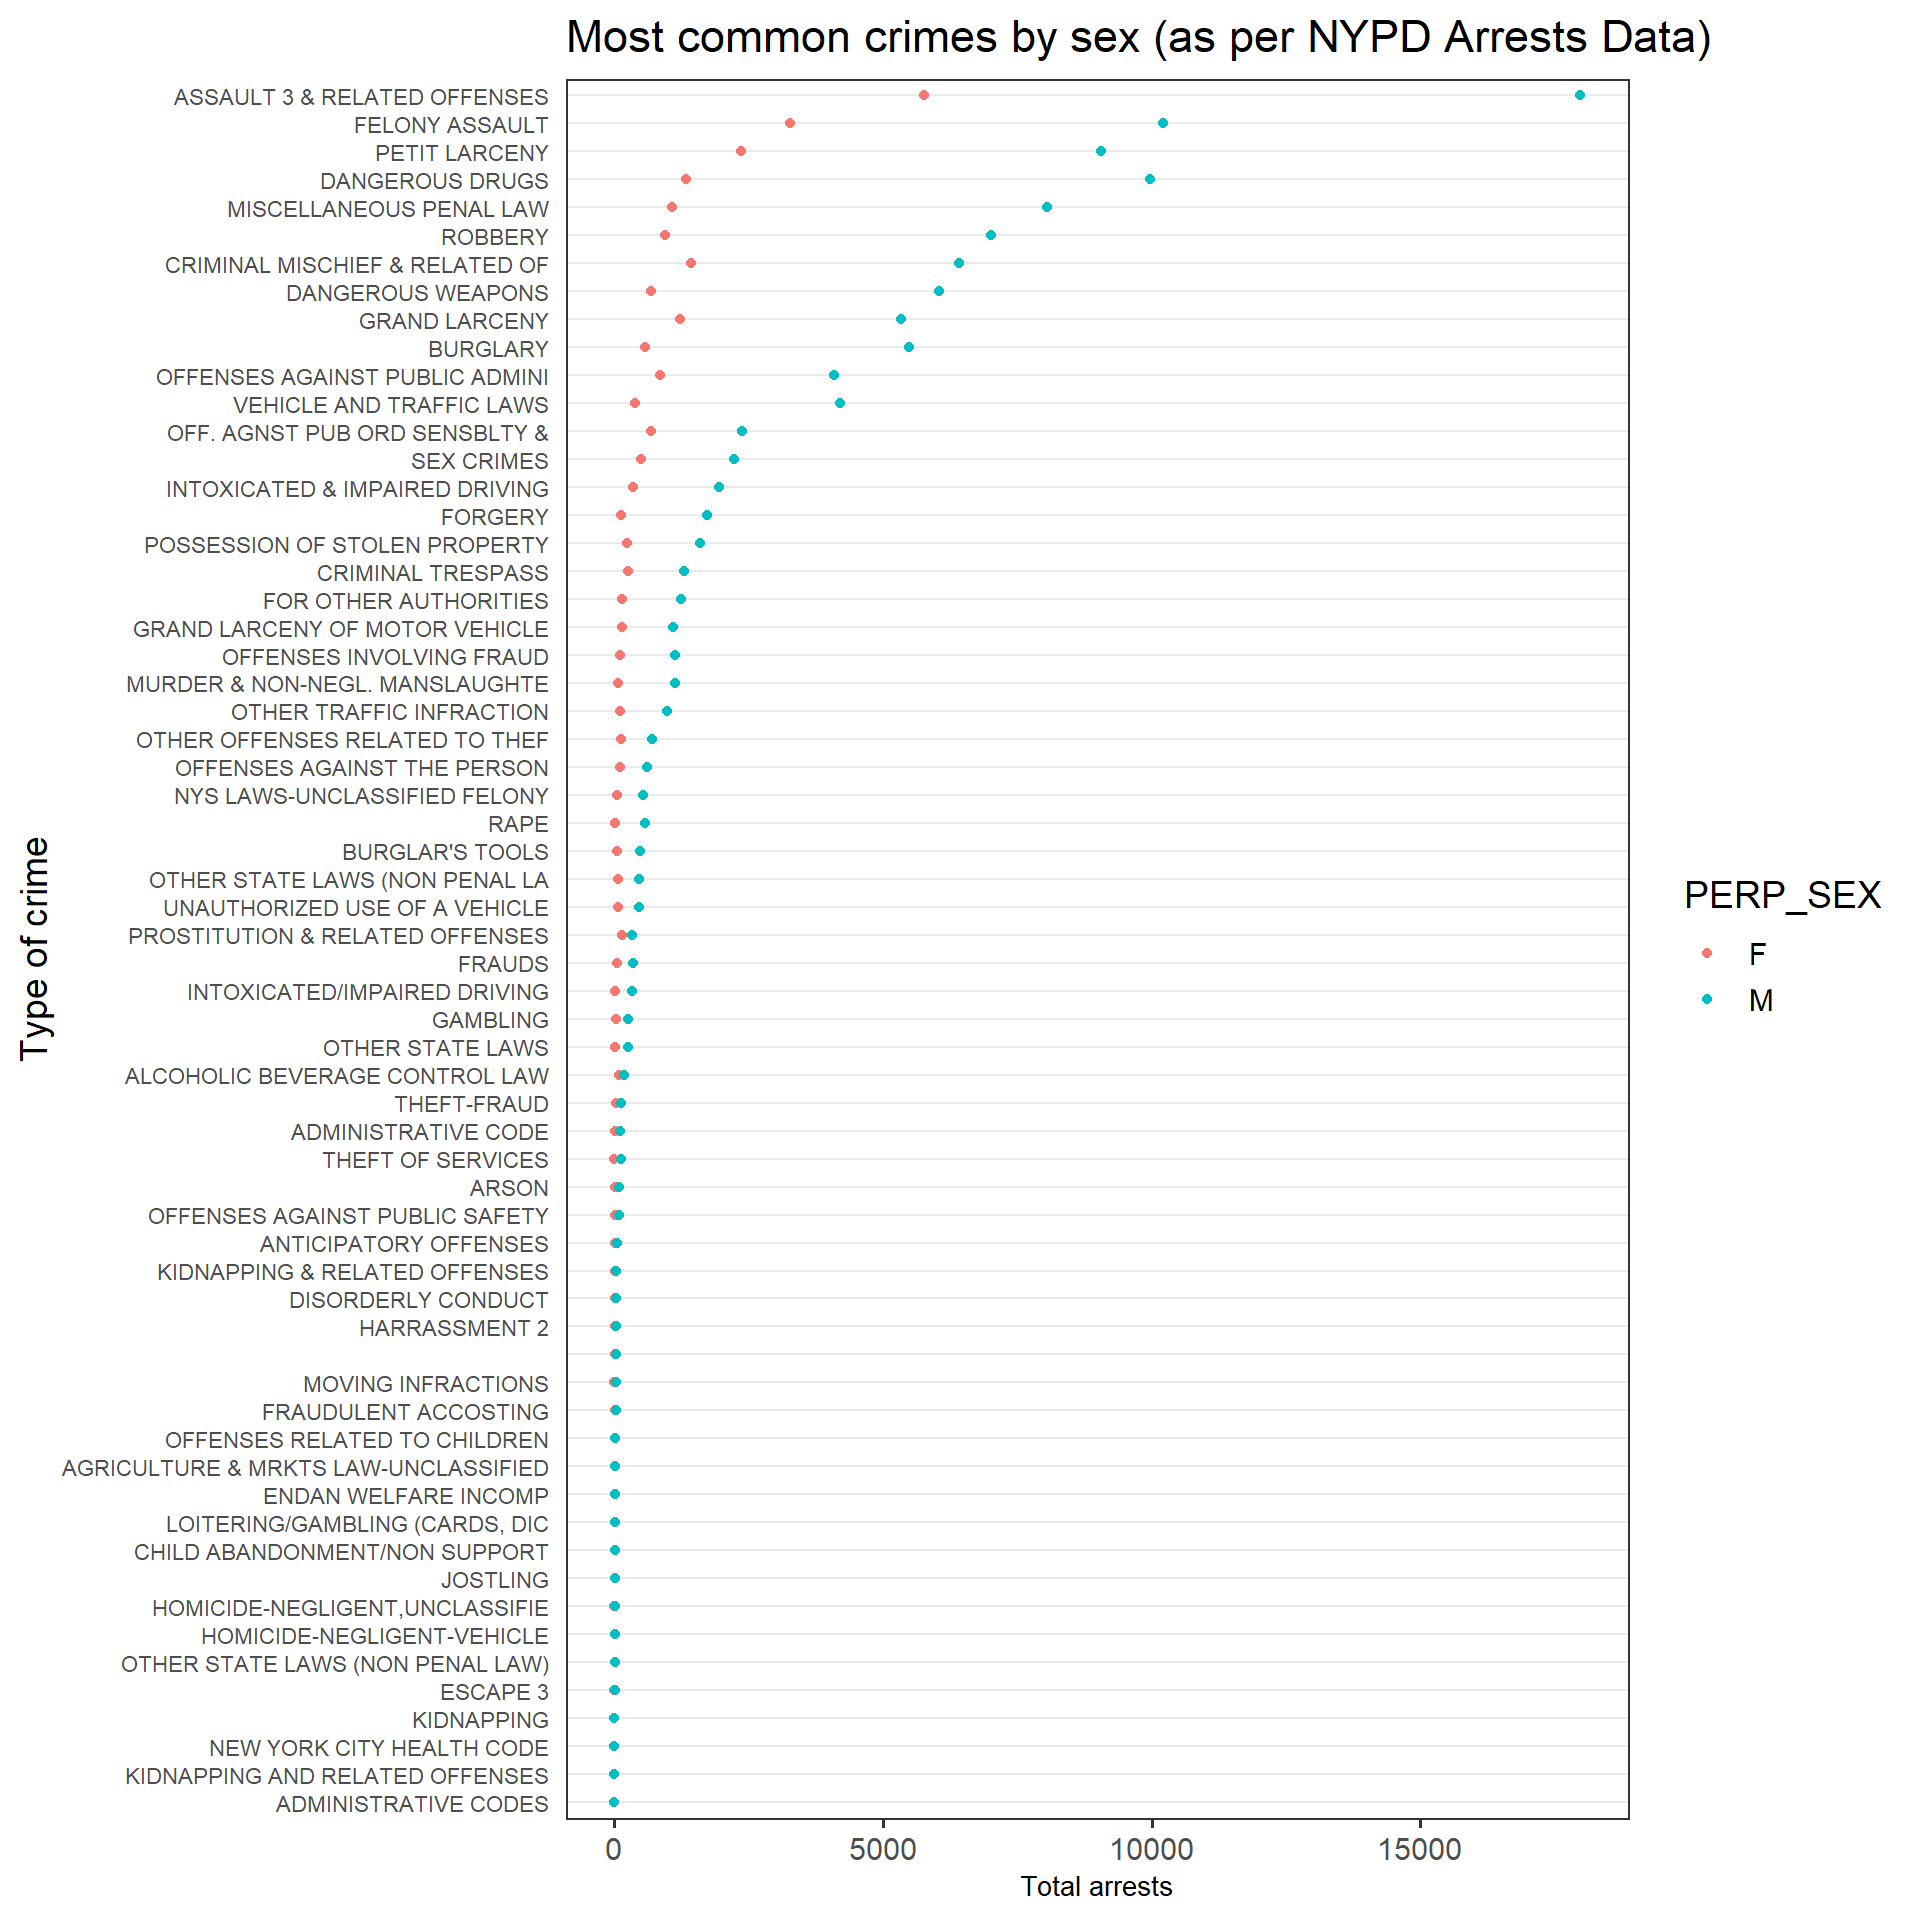 Most common crimes by sex (as per NYPD Arrests Data)
ASSAULT 3 & RELATED OFFENSES
FELONY ASSAULT
PETIT LARCENY
DANGEROUS DRUGS
MISCELLANEOUS PENAL LAW
ROBBERY
CRIMINAL MISCHIEF & RELATED OF
DANGEROUS WEAPONS
GRAND LARCENY
BURGLARY
OFFENSES AGAINST PUBLIC ADMINI
VEHICLE AND TRAFFIC LAWS
OFF. AGNST PUB ORD SENSBLTY &
SEX CRIMES
INTOXICATED & IMPAIRED DRIVING
FORGERY
POSSESSION OF STOLEN PROPERTY
CRIMINAL TRESPASS
FOR OTHER AUTHORITIES
GRAND LARCENY OF MOTOR VEHICLE
OFFENSES INVOLVING FRAUD
MURDER & NON-NEGL. MANSLAUGHTE
OTHER TRAFFIC INFRACTION
OTHER OFFENSES RELATED TO THEF
OFFENSES AGAINST THE PERSON
NYS LAWS-UNCLASSIFIED FELONY
RAPE
BURGLAR'S TOOLS
OTHER STATE LAWS (NON PENAL LA
UNAUTHORIZED USE OF A VEHICLE
PROSTITUTION & RELATED OFFENSES
FRAUDS
INTOXICATED/IMPAIRED DRIVING
GAMBLING
OTHER STATE LAWS
ALCOHOLIC BEVERAGE CONTROL LAW
THEFT-FRAUD
ADMINISTRATIVE CODE
THEFT OF SERVICES
ARSON
OFFENSES AGAINST PUBLIC SAFETY
ANTICIPATORY OFFENSES
KIDNAPPING & RELATED OFFENSES
DISORDERLY CONDUCT
HARRASSMENT 2
MOVING INFRACTIONS
FRAUDULENT ACCOSTING
OFFENSES RELATED TO CHILDREN
AGRICULTURE & MRKTS LAW-UNCLASSIFIED
ENDAN WELFARE INCOMP
LOITERING/GAMBLING (CARDS, DIC
CHILD ABANDONMENT/NON SUPPORT
JOSTLING
HOMICIDE-NEGLIGENT,UNCLASSIFIE
HOMICIDE-NEGLIGENT-VEHICLE
OTHER STATE LAWS (NON PENAL LAW)
ESCAPE 3
KIDNAPPING
NEW YORK CITY HEALTH CODE
KIDNAPPING AND RELATED OFFENSES
ADMINISTRATIVE CODES
0 5000 10000 15000
Total arrests
Type of crime
PERP_SEX
F
M